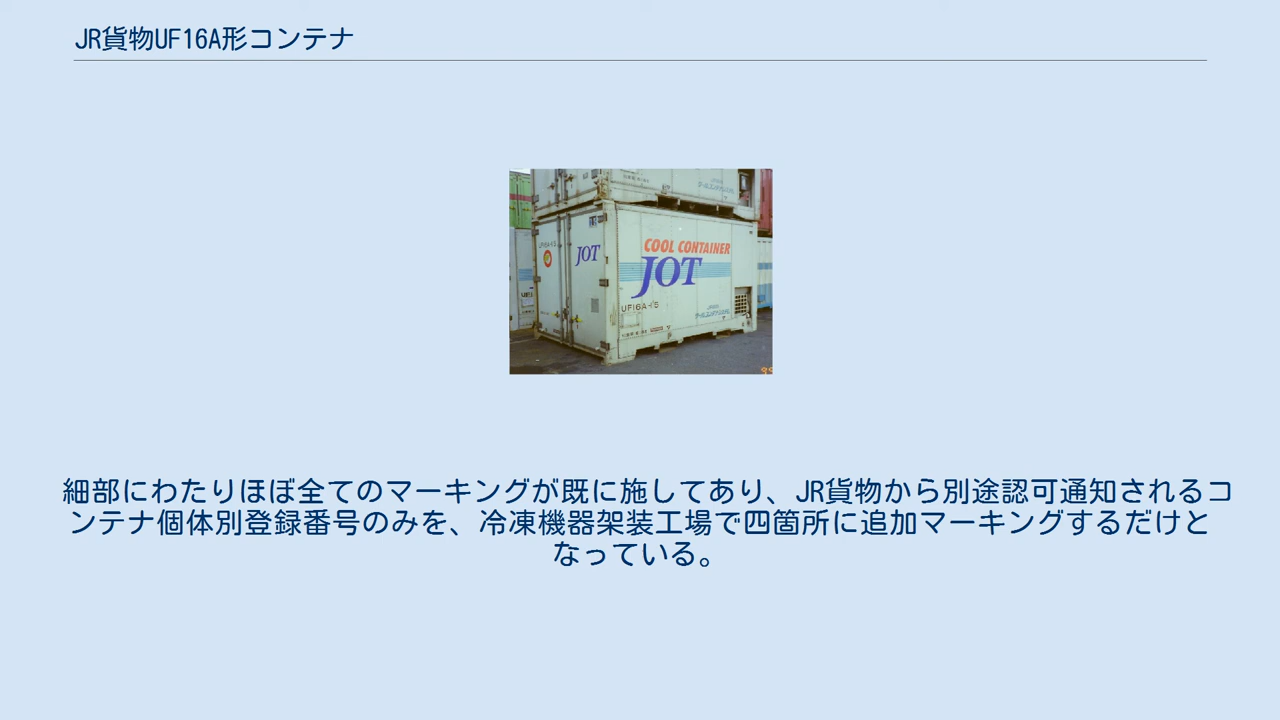 JR貨物UF16A形コンテナ
JOT
COOL CONTAINER
JOT
UF16A-15
細部にわたりほぼ全てのマーキングが既に施してあり、JR貨物から別途認可通知されるコ
ンテナ個体別登録番号のみを、冷凍機器架装工場で四箇所に追加マーキングするだけと
なっている。